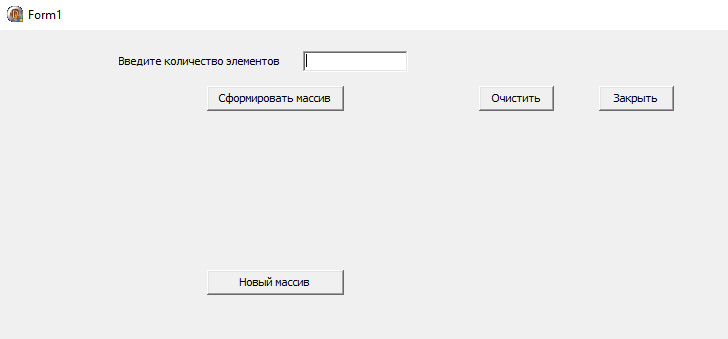 Form1
Введите количество элементов
Сформировать массив
Очистить
Закрыть
Новый массив